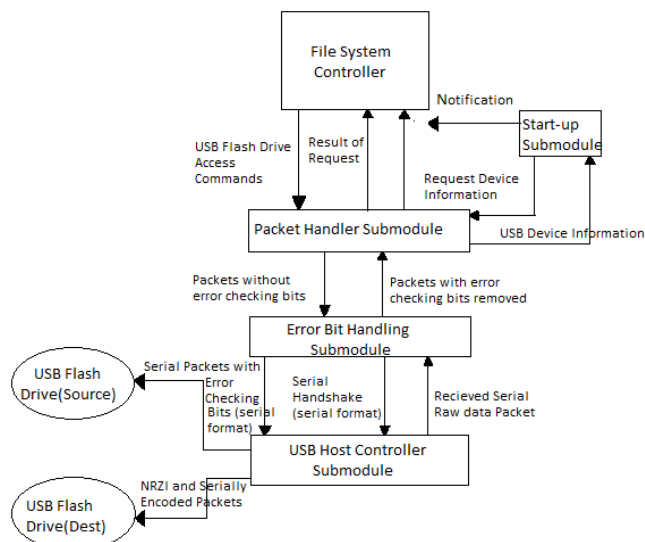 File System
Controller
Notification
Start-up
Submodule
USB Flash Drive
Access
Commands
Result of
Request
Request Device
Information
Packet Handler Submodule
USB Device Information
Packets without
error checking bits
Packets with error
checking bits removed
Error Bit Handling
Submodule
Serial Packets with
Error
Checking
Bits (serial
format)
Serial
Handshake
(serial format)
Recieved Serial
Raw data Packet
USB Flash
Drive(Source)
USB Host Controller
Submodule
NRZI and Serially
Encoded Packets
USB Flash
Drive(Dest)